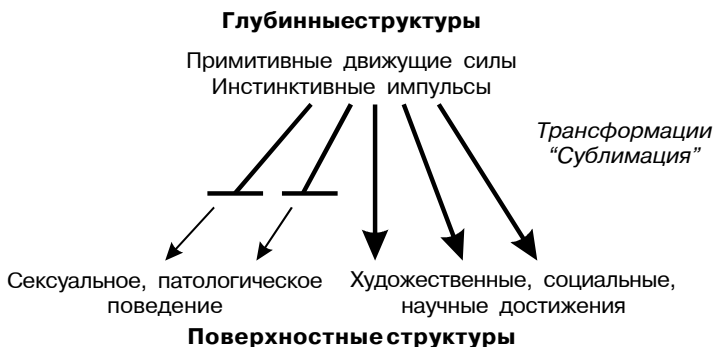 Глубинныеструктуры
Примитивные движущие силы
Инстинктивные импульсы
Трансформации
“Сублимация”
Сексуальное, патологическое
поведение
Художественные, социальные,
научные достижения
Поверхностныеструктуры